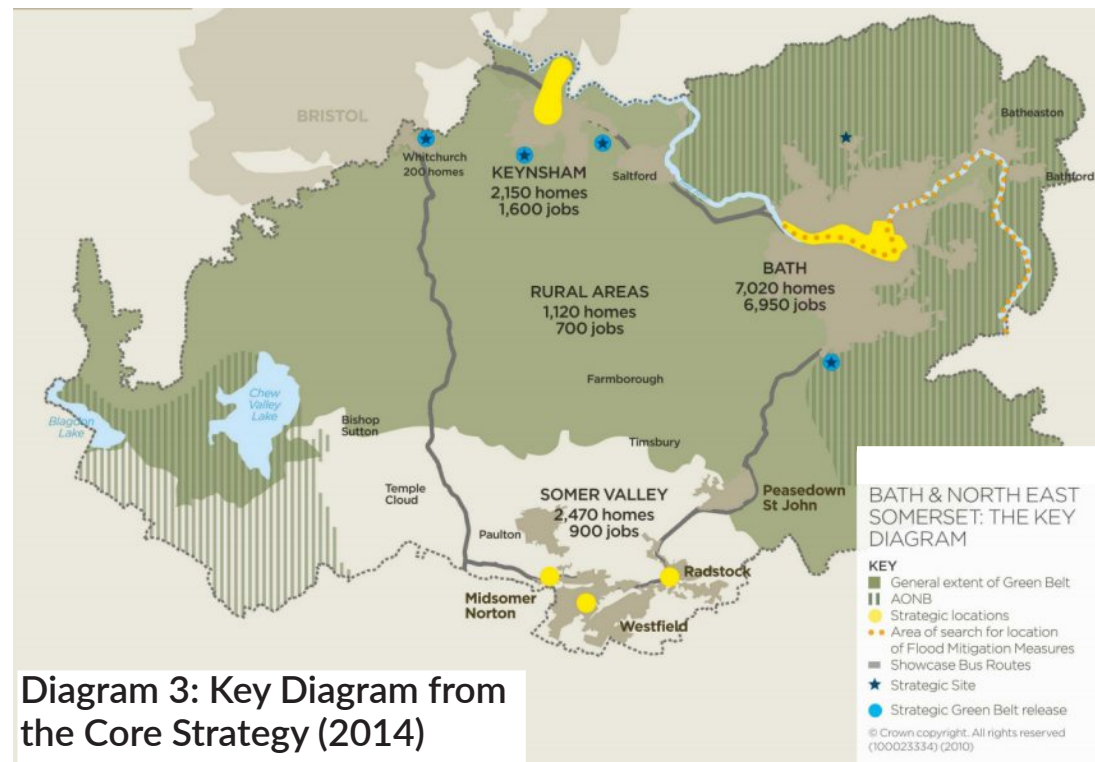 BRISTOL
Batheaston
Whitchurch
200 homes
KEYNSHAM
2,150 homes
1,600 jobs
Saltford
Bathford
BATH
7,020 homes
6,950 jobs
RURAL AREAS
1,120 homes
700 jobs
Farmborough
Chew
Valley
Lake
Blagdon
Lake
Bishop
Sutton
Timsbury
Temple
Cloud
SOMER VALLEY
2,470 homes
900 jobs
Peasedown
St John
Paulton
Radstock
Midsomer
Norton
Westfield
BATH & NORTH EAST
SOMERSET: THE KEY
DIAGRAM
KEY
General extent of Green Belt
AONB
Strategic locations
Area of search for location
of Flood Mitigation Measures
Showcase Bus Routes
Strategic Site
Strategic Green Belt release
© Crown copyright. All rights reserved
(100023334) (2010)
Diagram 3: Key Diagram from
the Core Strategy (2014)